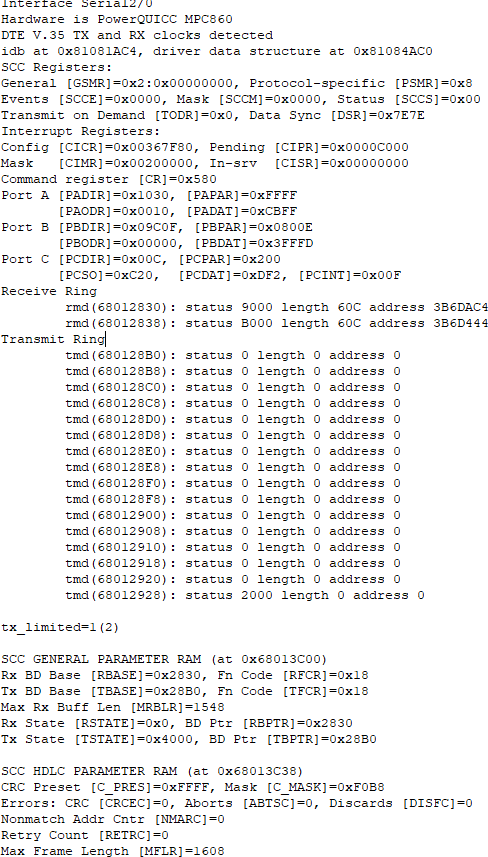 Interface Serial2/0
Hardware is PowerQUICC MPC860
DTE V.35 TX and RX clocks detected
idb at 0x81081AC4, driver data structure at 0x81084AC0
SCC Registers:
General [GSMR]=0x2:0x00000000, Protocol-specific [PSMR]=0x8
Events [SCCE]=0x0000, Mask [SCCM]=0x0000, Status [SCCS]=0x00
Transmit on Demand [TODR]=0x0, Data Sync [DSR]=0x7E7E
Interrupt Registers:
Config [CICR]=0x00367F80, Pending [CIPR]=0x0000C000
Mask   [CIMR]=0x00200000, In-srv  [CISR]=0x00000000
Command register [CR]=0x580
Port A [PADIR]=0x1030, [PAPAR]=0xFFFF
       [PAODR]=0x0010, [PADAT]=0xCBFF
Port B [PBDIR]=0x09C0F, [PBPAR]=0x0800E
       [PBODR]=0x00000, [PBDAT]=0x3FFFD
Port C [PCDIR]=0x00C, [PCPAR]=0x200
       [PCSO]=0xC20,  [PCDAT]=0xDF2, [PCINT]=0x00F
Receive Ring
        rmd(68012830): status 9000 length 60C address 3B6DAC4
        rmd(68012838): status B000 length 60C address 3B6D444
Transmit Ring
        tmd(680128B0): status 0 length 0 address 0
        tmd(680128B8): status 0 length 0 address 0
        tmd(680128C0): status 0 length 0 address 0
        tmd(680128C8): status 0 length 0 address 0
        tmd(680128D0): status 0 length 0 address 0
        tmd(680128D8): status 0 length 0 address 0
        tmd(680128E0): status 0 length 0 address 0
        tmd(680128E8): status 0 length 0 address 0
        tmd(680128F0): status 0 length 0 address 0
        tmd(680128F8): status 0 length 0 address 0
        tmd(68012900): status 0 length 0 address 0
        tmd(68012908): status 0 length 0 address 0
        tmd(68012910): status 0 length 0 address 0
        tmd(68012918): status 0 length 0 address 0
        tmd(68012920): status 0 length 0 address 0
        tmd(68012928): status 2000 length 0 address 0

tx_limited=1(2)

SCC GENERAL PARAMETER RAM (at 0x68013C00)
Rx BD Base [RBASE]=0x2830, Fn Code [RFCR]=0x18
Tx BD Base [TBASE]=0x28B0, Fn Code [TFCR]=0x18
Max Rx Buff Len [MRBLR]=1548
Rx State [RSTATE]=0x0, BD Ptr [RBPTR]=0x2830
Tx State [TSTATE]=0x4000, BD Ptr [TBPTR]=0x28B0

SCC HDLC PARAMETER RAM (at 0x68013C38)
CRC Preset [C_PRES]=0xFFFF, Mask [C_MASK]=0xF0B8
Errors: CRC [CRCEC]=0, Aborts [ABTSC]=0, Discards [DISFC]=0
Nonmatch Addr Cntr [NMARC]=0
Retry Count [RETRC]=0
Max Frame Length [MFLR]=1608